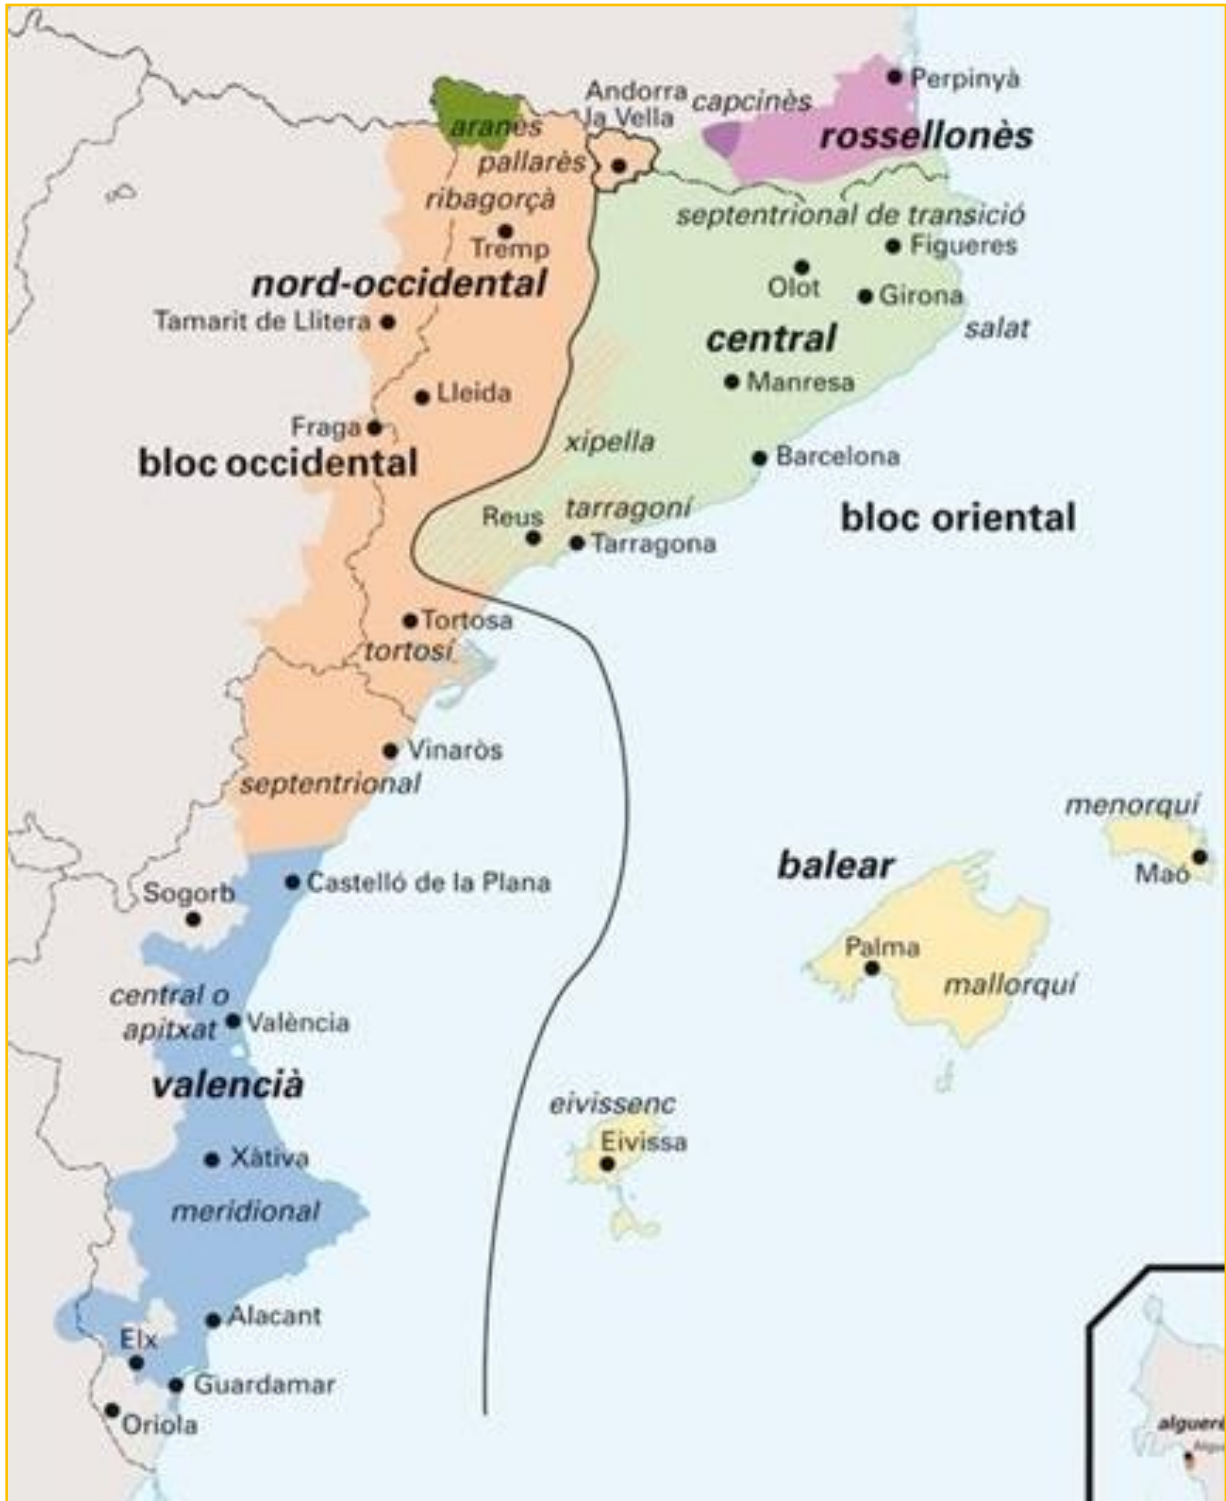 Perpinyà
Andorra
la Vella
capcinès
aranès
rossellonès
pallarès
ribagorçà
septentrional de transició
Tremp
Figueres
nord-occidental
Olot
Girona
Tamarit de Llitera
salat
central
Manresa
Lleida
Fraga
xipella
bloc occidental
Barcelona
Reus
tarragoní
bloc oriental
Tarragona
Tortosa
tortosí
Vinaròs
septentrional
menorquí
balear
Maó
Castelló de la Plana
Sogorb
Palma
mallorquí
central o
apitxat
València
valencià
eivissenc
Eivissa
Xàtiva
meridional
Alacant
Elx
Guardamar
Oriola